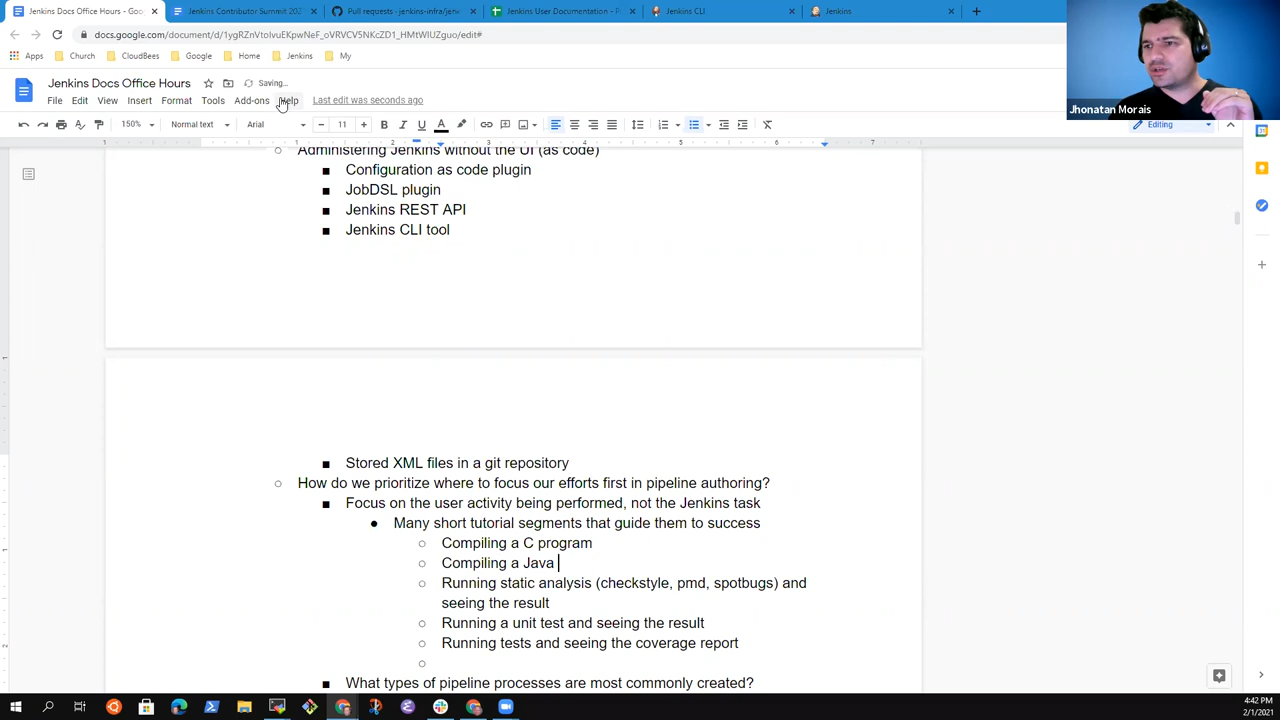 Jenkins Docs Office Hours - Goo
Jenkins Contributor Summit 202
Pull requests · jenkins-infra/jenk
Jenkins User Documentation - P
Jenkins CLI
Jenkins
docs.google.com/document/d/1ygRZnVtoIvuEKpwNeF_oVRVCV5NKcZD1_HMtWIUZguo/edit#
Apps
Church
CloudBees
Google
Home
Jenkins
My
Jenkins Docs Office Hours
Saving...
File Edit View Insert Format Tools Add-ons Help Last edit was seconds ago
Jhonatan Morais
150% Normal text Arial 11
Editing
1 1 2 3 4 5 6 7
Administering Jenkins without the UI (as code)
Configuration as code plugin
JobDSL plugin
Jenkins REST API
Jenkins CLI tool
Stored XML files in a git repository
How do we prioritize where to focus our efforts first in pipeline authoring?
Focus on the user activity being performed, not the Jenkins task
Many short tutorial segments that guide them to success
Compiling a C program
Compiling a Java
Running static analysis (checkstyle, pmd, spotbugs) and
seeing the result
Running a unit test and seeing the result
Running tests and seeing the coverage report
What types of pipeline processes are most commonly created?
4:42 PM
2/1/2021